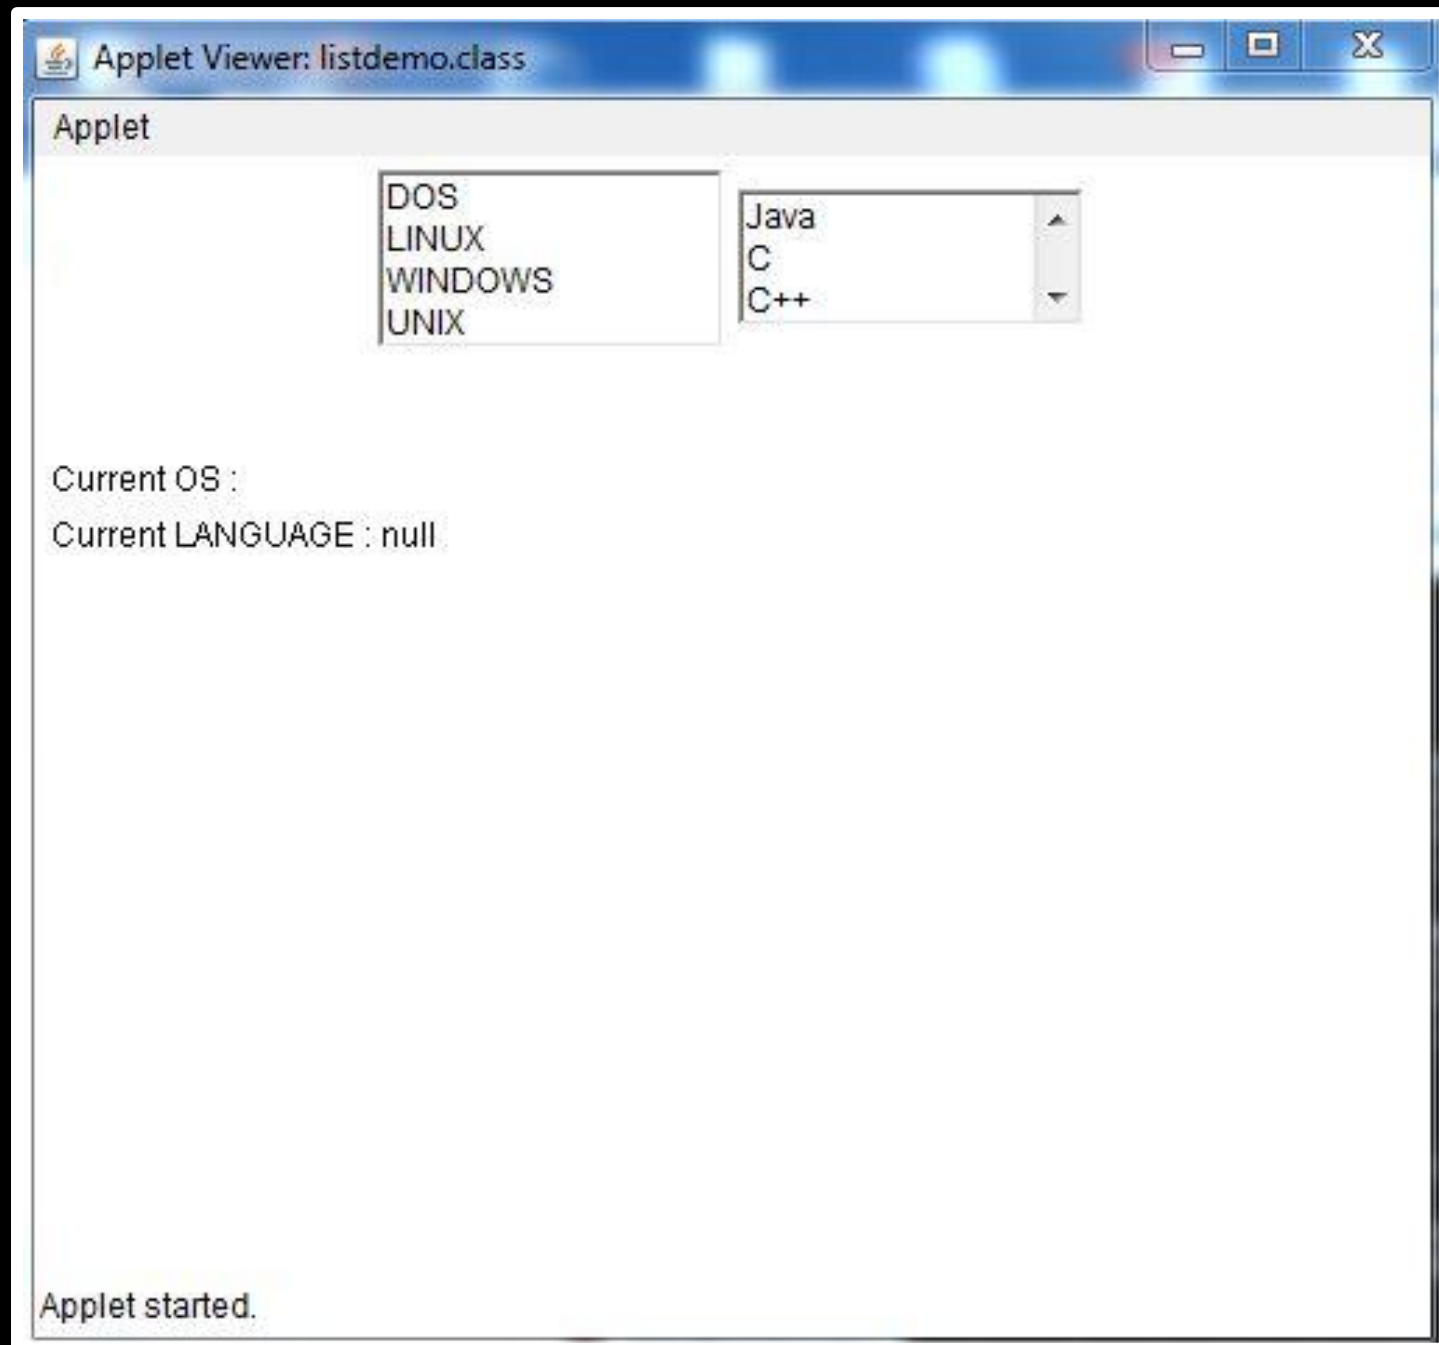 Applet Viewer: listdemo.class
Applet
DOS
LINUX
WINDOWS
UNIX
Java
C
C++
Current OS :
Current LANGUAGE : null
Applet started.